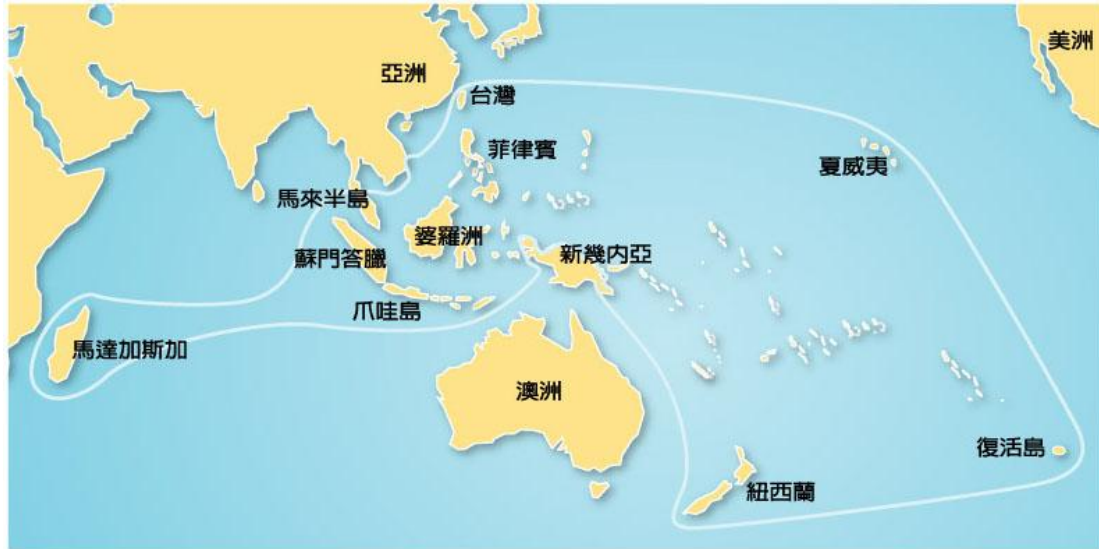 美洲
亞洲
台灣
菲律賓
夏威夷
馬來半島
婆羅洲
蘇門答臘
新幾内亞
爪哇島
馬達加斯加
澳洲
復活島
紐西蘭